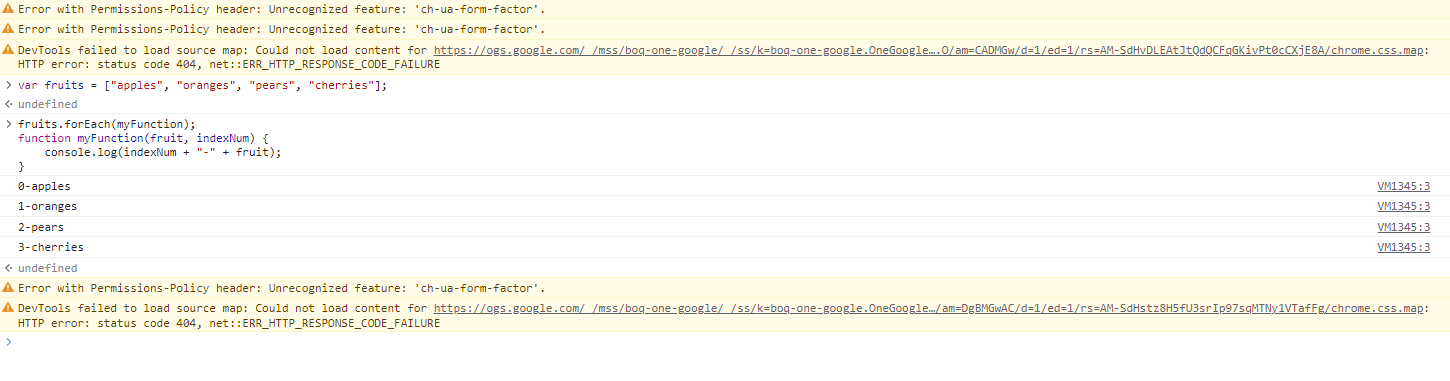 Error with Permissions-Policy header: Unrecognized feature: 'ch-ua-form-factor'.
Error with Permissions-Policy header: Unrecognized feature: 'ch-ua-form-factor'.
DevTools failed to load source map: Could not load content for https://ogs.google.com/_/mss/boq-one-google/_/ss/k=boq-one-google.OneGoogle….O/am=CADMGw/d=1/ed=1/rs=AM-SdHvDLEAtJtQdQCFqGKivPt0cCXjE8A/chrome.css.map:
HTTP error: status code 404, net::ERR_HTTP_RESPONSE_CODE_FAILURE
> var fruits = ["apples", "oranges", "pears", "cherries"];
undefined
> fruits.forEach(myFunction);
function myFunction(fruit, indexNum) {
    console.log(indexNum + "-" + fruit);
}
0-apples VM1345:3
1-oranges VM1345:3
2-pears VM1345:3
3-cherries VM1345:3
undefined
Error with Permissions-Policy header: Unrecognized feature: 'ch-ua-form-factor'.
DevTools failed to load source map: Could not load content for https://ogs.google.com/_/mss/boq-one-google/_/ss/k=boq-one-google.OneGoogle…/am=DgBMGwAC/d=1/ed=1/rs=AM-SdHstz8H5fU3srIp97sqMTNy1VTafFg/chrome.css.map:
HTTP error: status code 404, net::ERR_HTTP_RESPONSE_CODE_FAILURE
>